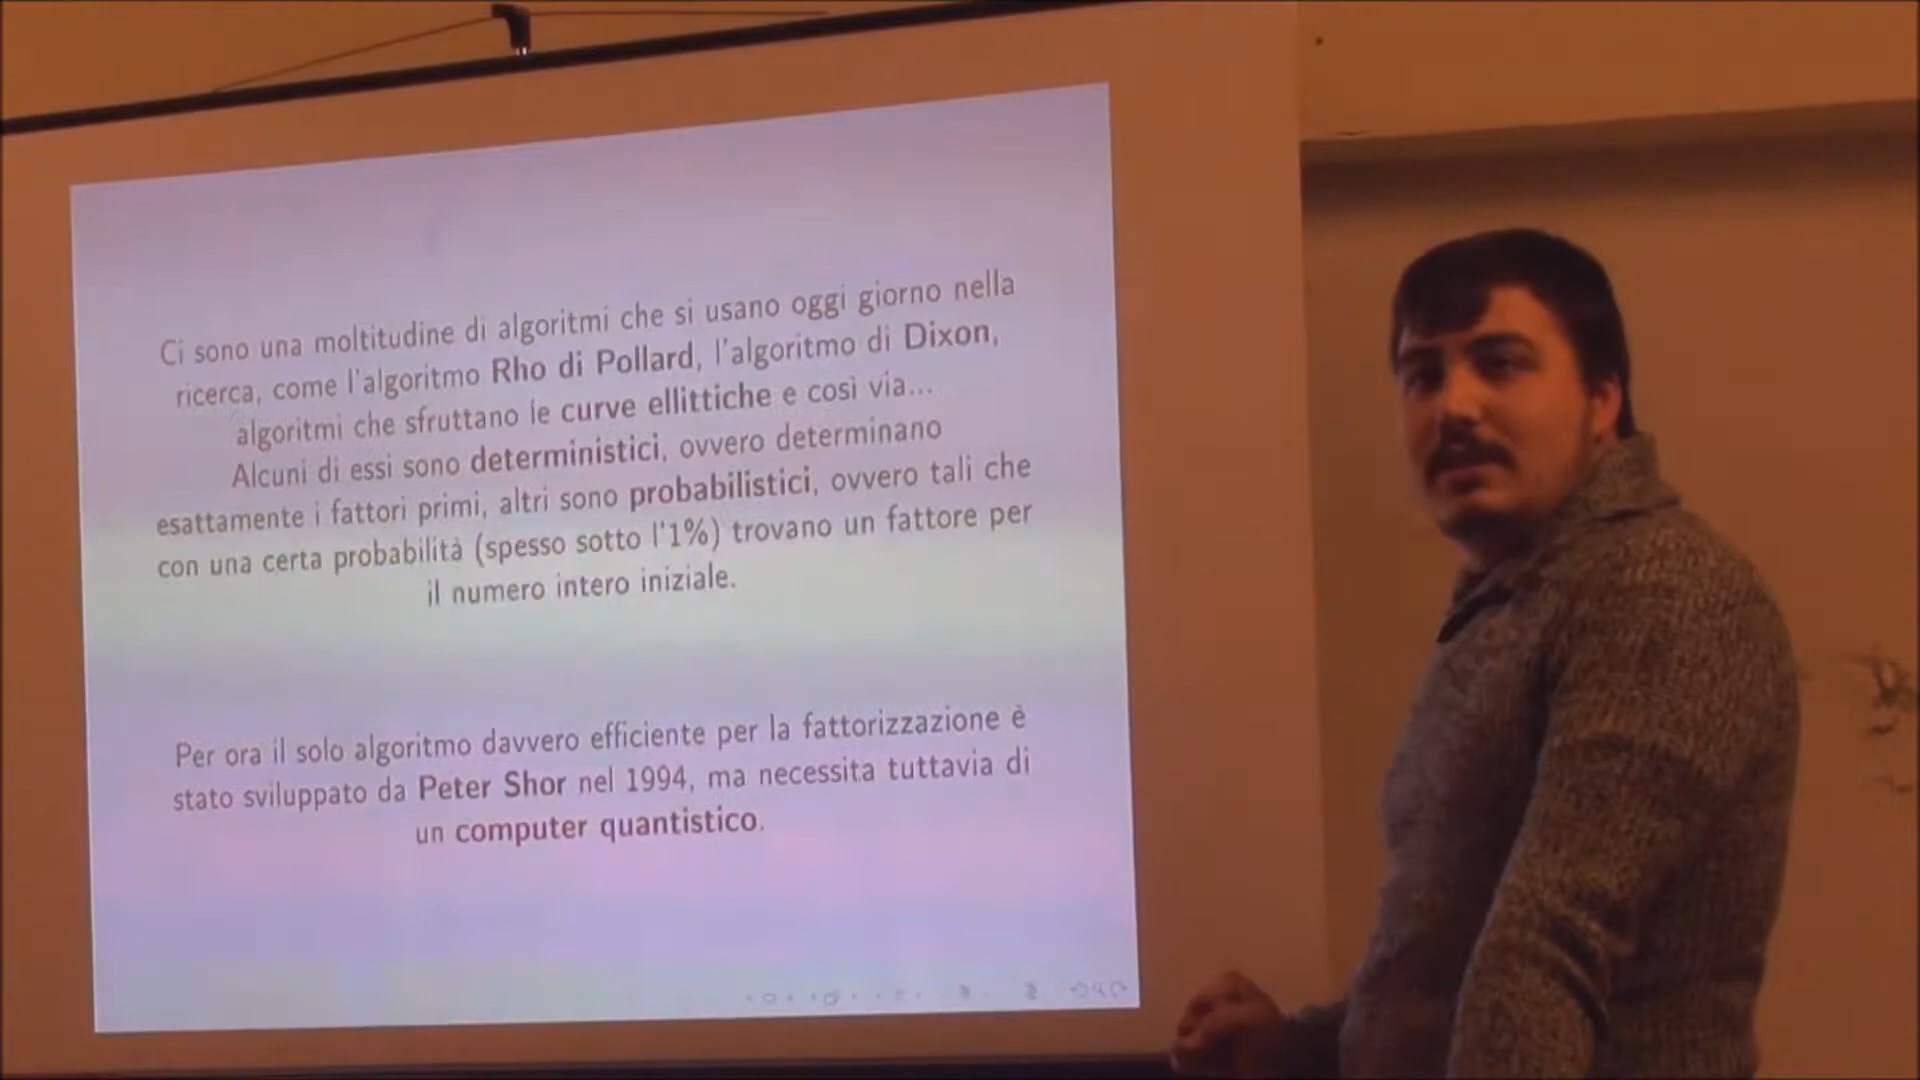 Ci sono una moltitudine di algoritmi che si usano oggi giorno nella
ricerca, come l'algoritmo Rho di Pollard, l'algoritmo di Dixon,
algoritmi che sfruttano le curve ellittiche e così via...
Alcuni di essi sono deterministici, ovvero determinano
esattamente i fattori primi, altri sono probabilistici, ovvero tali che
con una certa probabilità (spesso sotto l'1%) trovano un fattore per
il numero intero iniziale.
Per ora il solo algoritmo davvero efficiente per la fattorizzazione è
stato sviluppato da Peter Shor nel 1994, ma necessita tuttavia di
un computer quantistico.